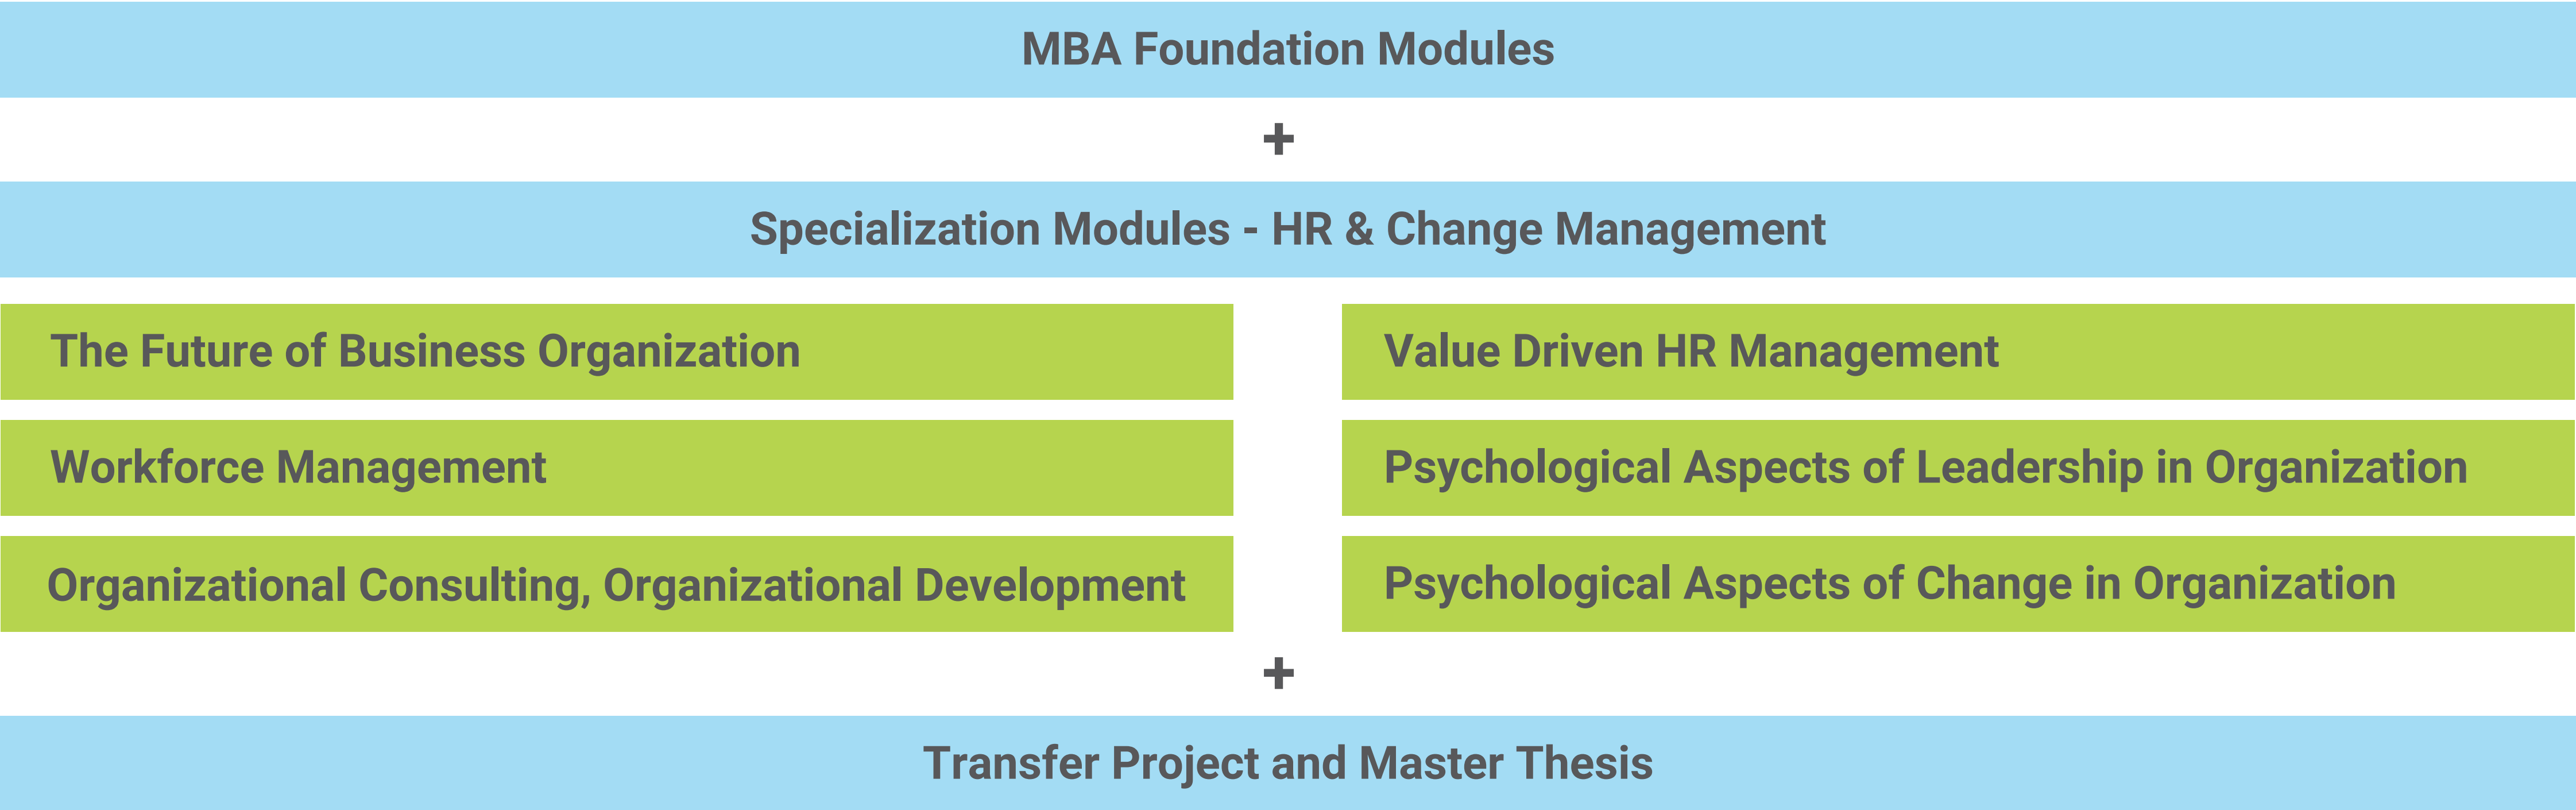 MBA Foundation Modules
+
Specialization Modules - HR & Change Management
The Future of Business Organization
Value Driven HR Management
Workforce Management
Psychological Aspects of Leadership in Organization
Organizational Consulting, Organizational Development
Psychological Aspects of Change in Organization
+
Transfer Project and Master Thesis